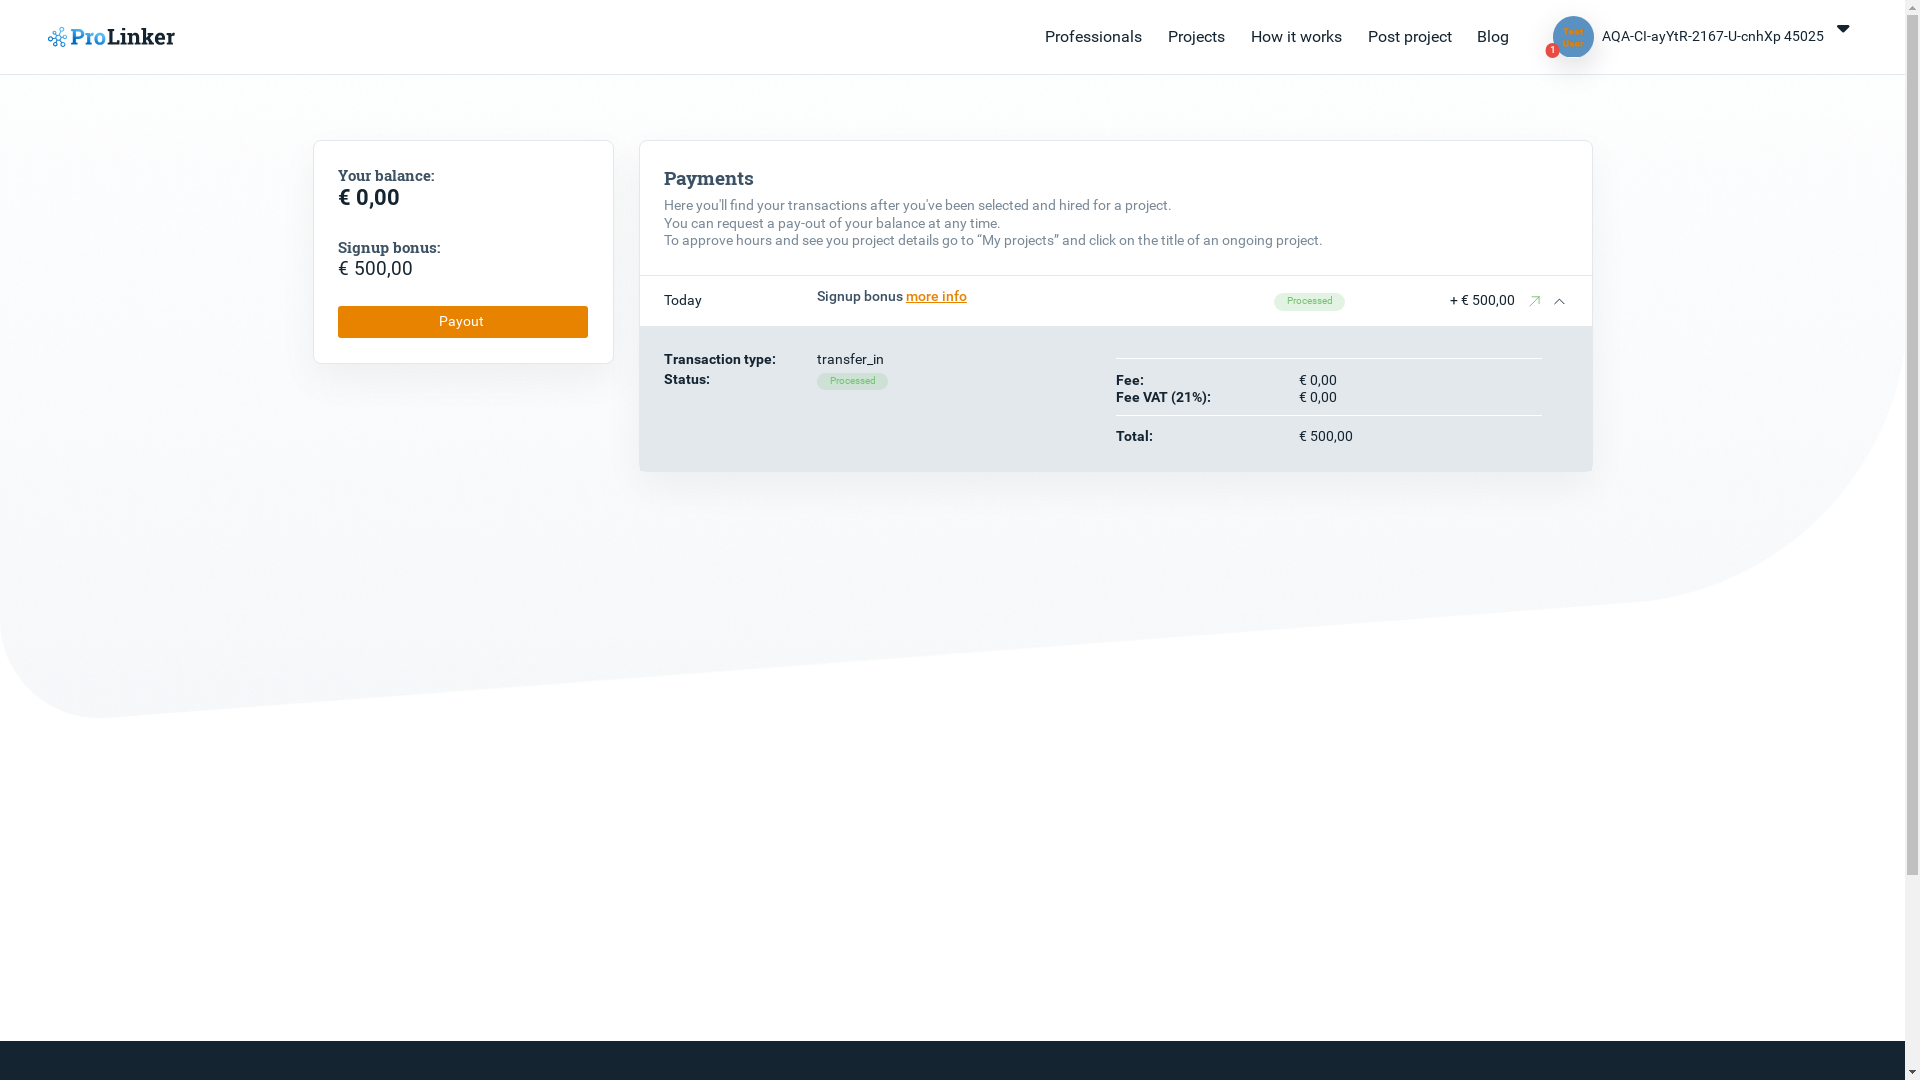 ProLinker
Professionals
Projects
How it works
Post project
Blog
Test
User
1
AQA-CI-ayYtR-2167-U-cnhXp 45025
Your balance:
€ 0,00
Signup bonus:
€ 500,00
Payout
Payments
Here you'll find your transactions after you've been selected and hired for a project.
You can request a pay-out of your balance at any time.
To approve hours and see you project details go to “My projects” and click on the title of an ongoing project.
Today
Signup bonus more info
Processed
+ € 500,00
Transaction type: transfer_in
Status: Processed
Fee: € 0,00
Fee VAT (21%): € 0,00
Total: € 500,00